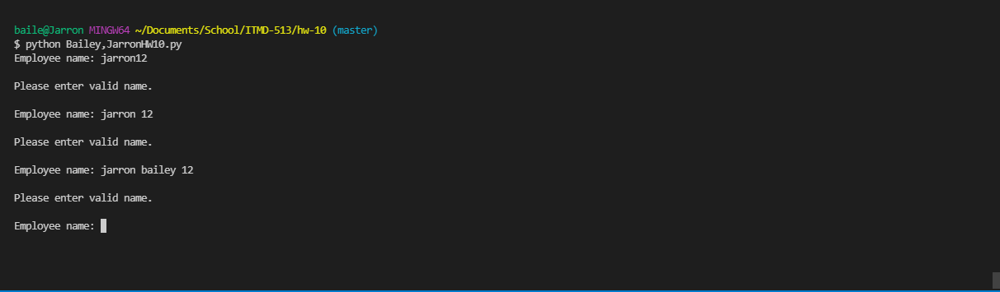 baile@Jarron MINGW64 ~/Documents/School/ITMD-513/hw-10 (master)
$ python Bailey,JarronHW10.py
Employee name: jarron12
Please enter valid name.
Employee name: jarron 12
Please enter valid name.
Employee name: jarron bailey 12
Please enter valid name.
Employee name: